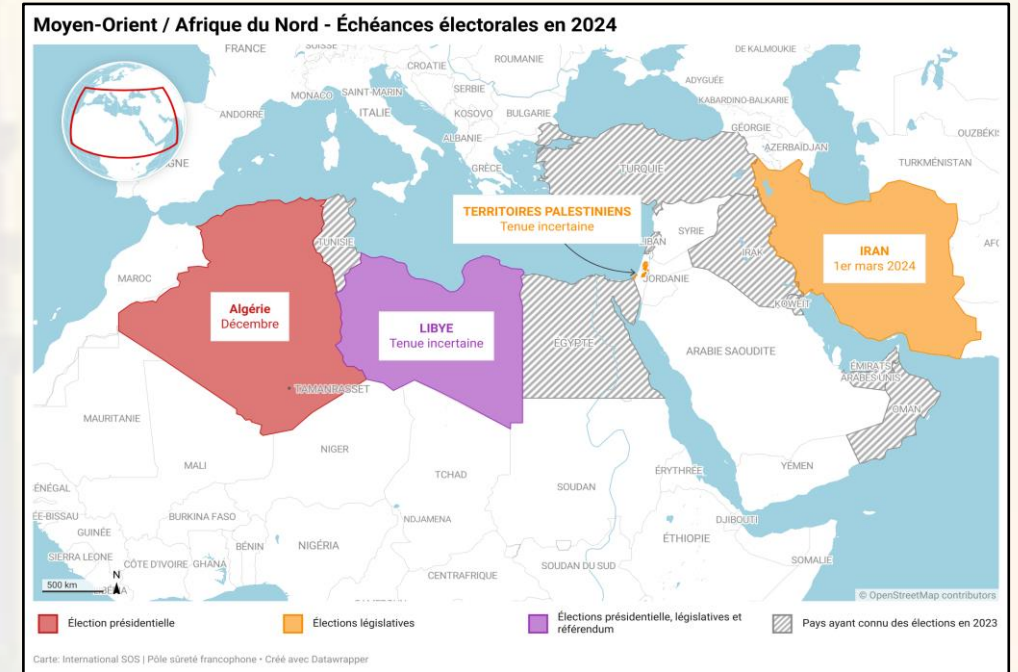 Moyen-Orient / Afrique du Nord - Échéances électorales en 2024
FRANCE
SUISSE
CROATIE
ROUMANIE
DE KALMOUKIE
MONACO
SAINT-MARIN
SERBIE
ADYGUÉE
ANDORRE
ITALIE
KOSOVO
BULGARIE
KABARDINO-BALKARIE
ALBANIE
GÉORGIE
OUZBÉKIS
GNE
GRÈCE
AZERBAÏDJAN
TURQUIE
TURKMÉNISTAN
TERRITOIRES PALESTINIENS
Tenue incertaine
TUNISIE
LIBAN
SYRIE
IRAK
IRAN
1er mars 2024
AFG
MAROC
JORDANIE
Algérie
Décembre
LIBYE
Tenue incertaine
KOWEÏT
ÉGYPTE
ARABIE SAOUDITE
ÉMIRATS
ARABES UNIS
TAMANRASSET
OMAN
MAURITANIE
NIGER
MALI
TCHAD
ÉRYTHRÉE
YÉMEN
ÉNÉGAL
SOUDAN
ÉE-BISSAU
BURKINA FASO
NDJAMENA
DJIBOUTI
GUINÉE
BÉNIN
NIGÉRIA
ÉTHIOPIE
SIERRA LEONE
CÔTE D'IVOIRE
GHANA
SOUDAN DU SUD
SOMALIE
CENTRAFRIQUE
N
500 km
© OpenStreetMap contributors
Élection présidentielle
Élections législatives
Élections présidentielle, législatives et
référendum
Pays ayant connu des élections en 2023
Carte: International SOS | Pôle sûreté francophone • Créé avec Datawrapper